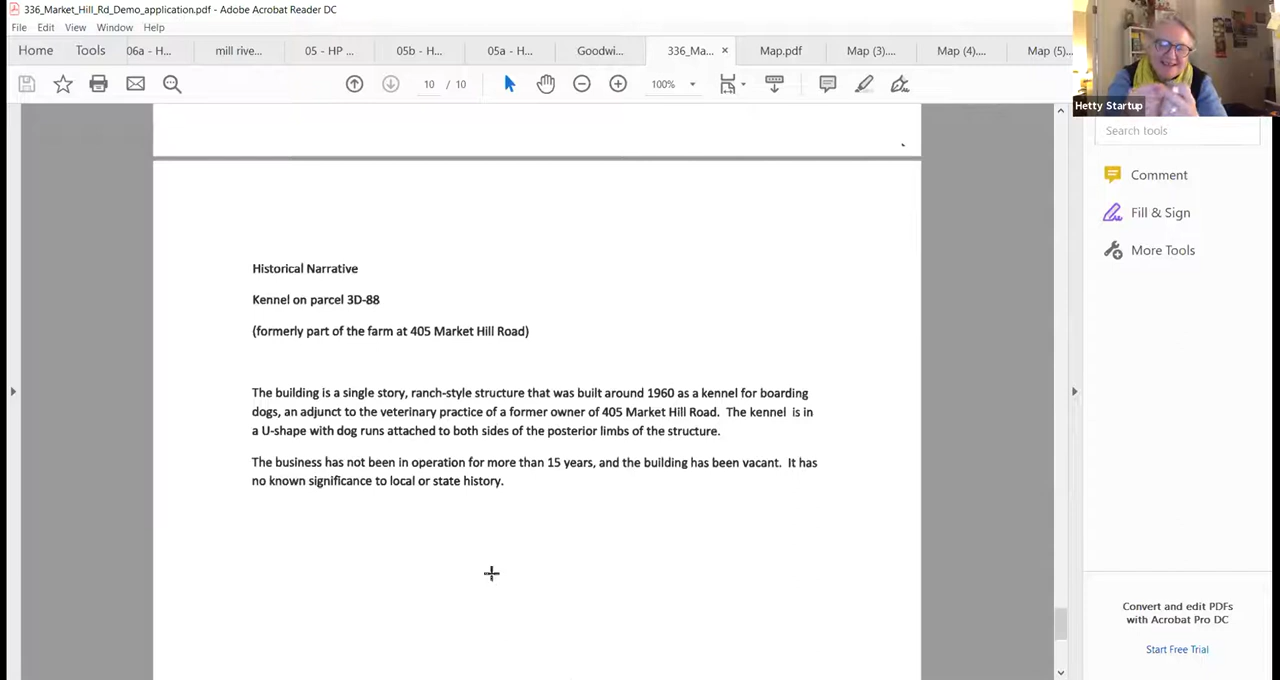 336_Market_Hill_Rd_Demo_application.pdf - Adobe Acrobat Reader DC
File Edit View Window Help
Home Tools 06a - H... mill rive... 05 - HP ... 05b - H... 05a - H... Goodwi... 336_Ma... × Map.pdf Map (3).... Map (4).... Map (5)....
10 / 10 100%
Hetty Startup
Search tools
Comment
Fill & Sign
More Tools
Historical Narrative
Kennel on parcel 3D-88
(formerly part of the farm at 405 Market Hill Road)
The building is a single story, ranch-style structure that was built around 1960 as a kennel for boarding
dogs, an adjunct to the veterinary practice of a former owner of 405 Market Hill Road. The kennel is in
a U-shape with dog runs attached to both sides of the posterior limbs of the structure.
The business has not been in operation for more than 15 years, and the building has been vacant. It has
no known significance to local or state history.
Convert and edit PDFs
with Acrobat Pro DC
Start Free Trial